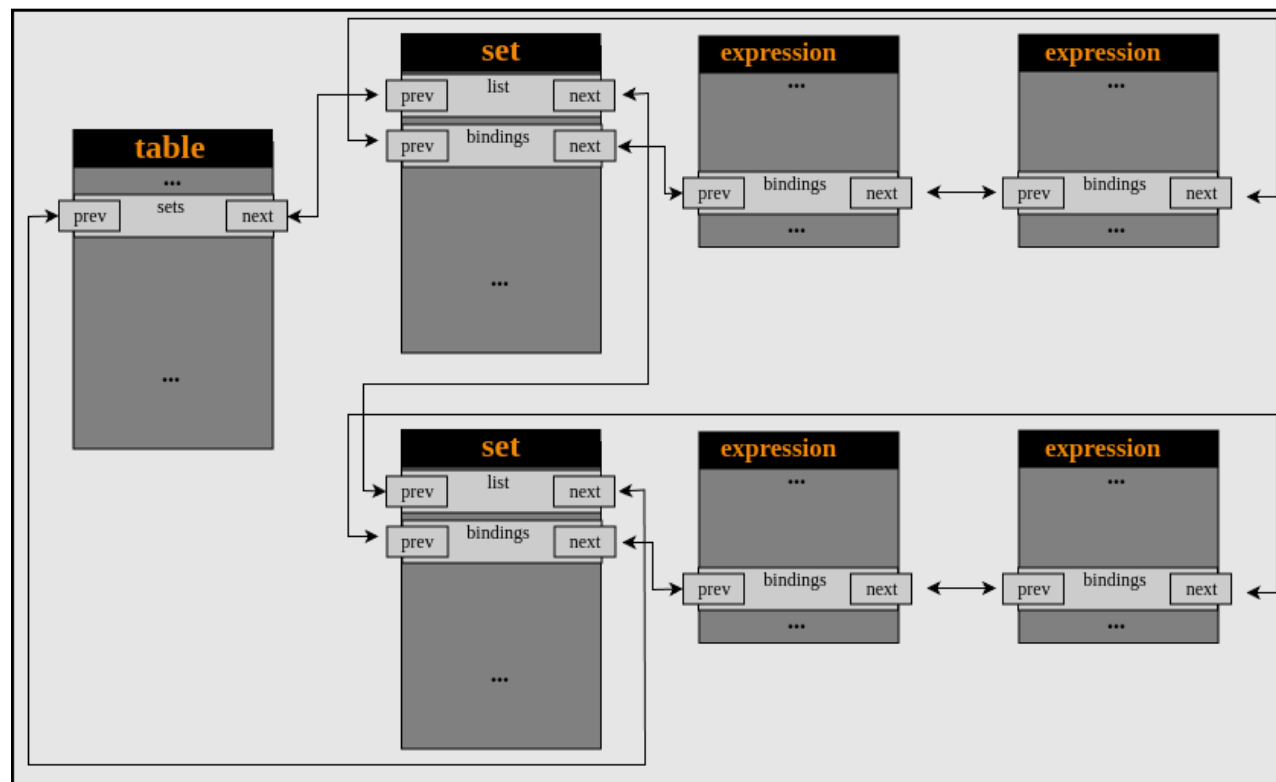 table
...
sets
prev
next
...
set
list
prev
next
bindings
prev
next
...
expression
...
bindings
prev
next
...
expression
...
bindings
prev
next
...
set
list
prev
next
bindings
prev
next
...
expression
...
bindings
prev
next
...
expression
...
bindings
prev
next
...